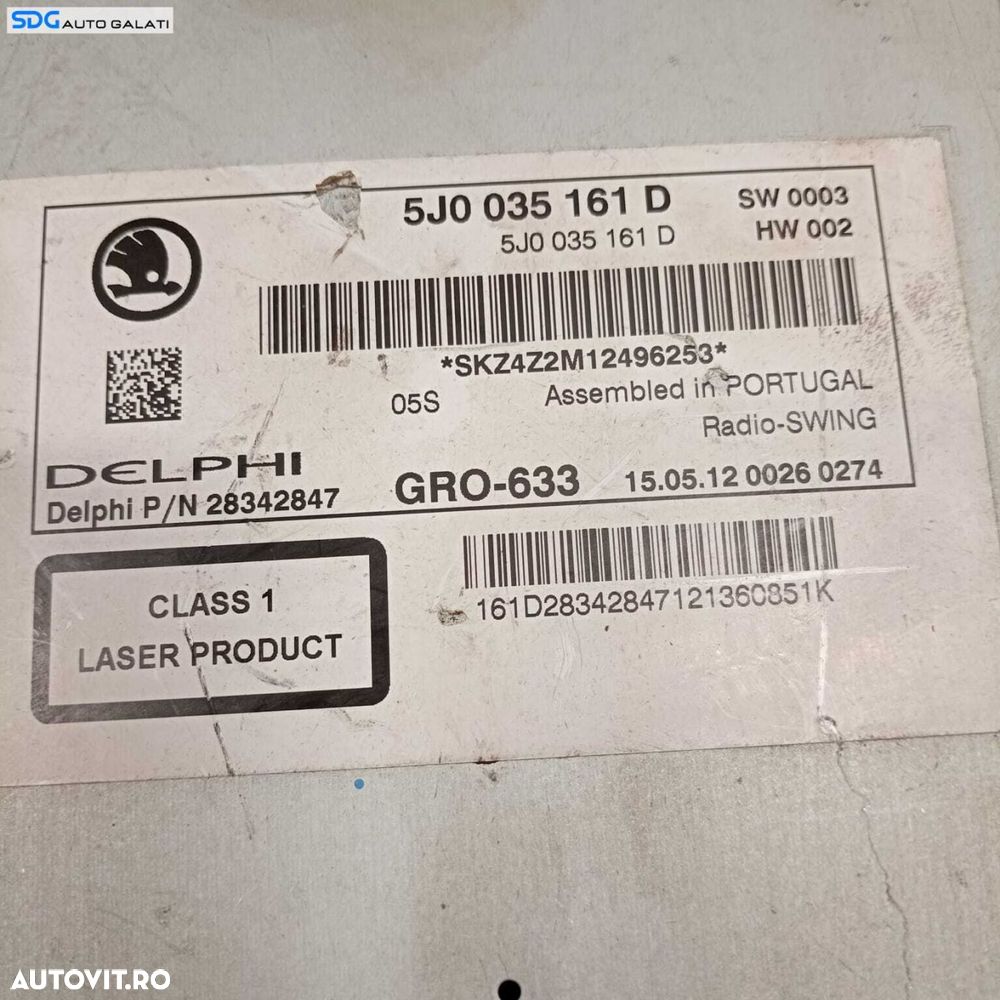 SDG AUTO GALATI
5J0 035 161 D
SW 0003
5J0 035 161 D
HW 002
*SKZ4Z2M12496253*
05S
Assembled in PORTUGAL
Radio-SWING
DELPHI
Delphi P/N 28342847
GRO-633
15.05.12 0026 0274
161D28342847121360851K
CLASS 1
LASER PRODUCT
AUTOVIT.RO